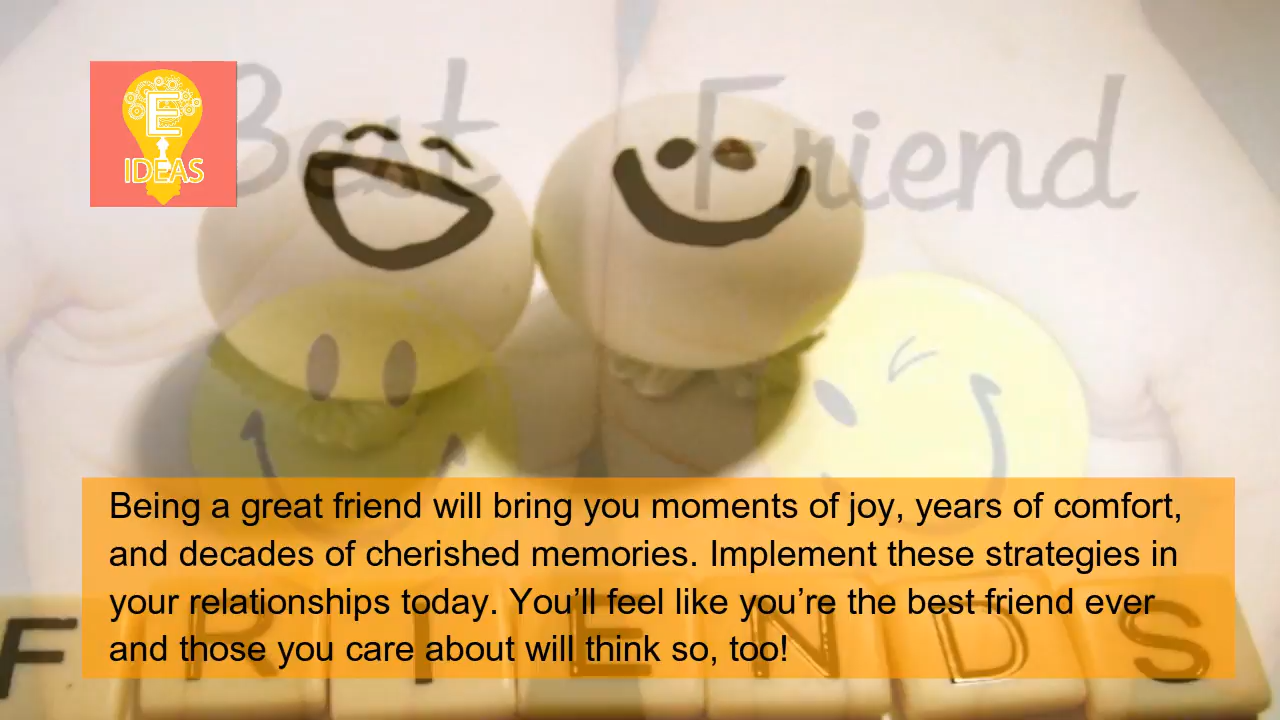 Best Friend
E
IDEAS
Being a great friend will bring you moments of joy, years of comfort,
and decades of cherished memories. Implement these strategies in
your relationships today. You’ll feel like you’re the best friend ever
and those you care about will think so, too!
FRIENDS